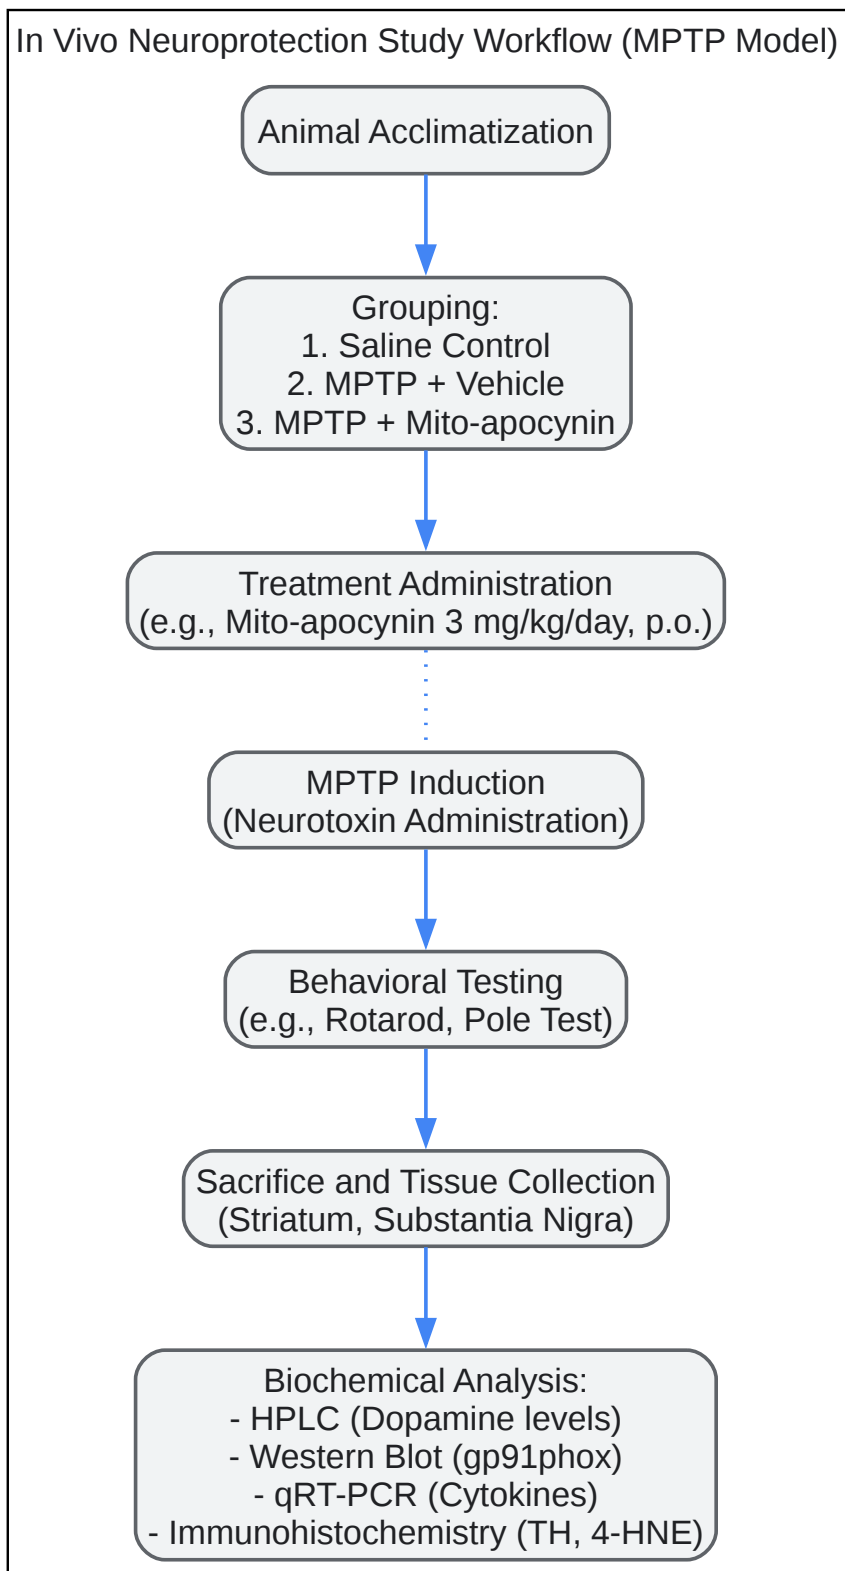 In Vivo Neuroprotection Study Workflow (MPTP Model)
Animal Acclimatization
Grouping:
1. Saline Control
2. MPTP + Vehicle
3. MPTP + Mito-apocynin
Treatment Administration
(e.g., Mito-apocynin 3 mg/kg/day, p.o.)
MPTP Induction
(Neurotoxin Administration)
Behavioral Testing
(e.g., Rotarod, Pole Test)
Sacrifice and Tissue Collection
(Striatum, Substantia Nigra)
Biochemical Analysis:
- HPLC (Dopamine levels)
- Western Blot (gp91phox)
- qRT-PCR (Cytokines)
- Immunohistochemistry (TH, 4-HNE)